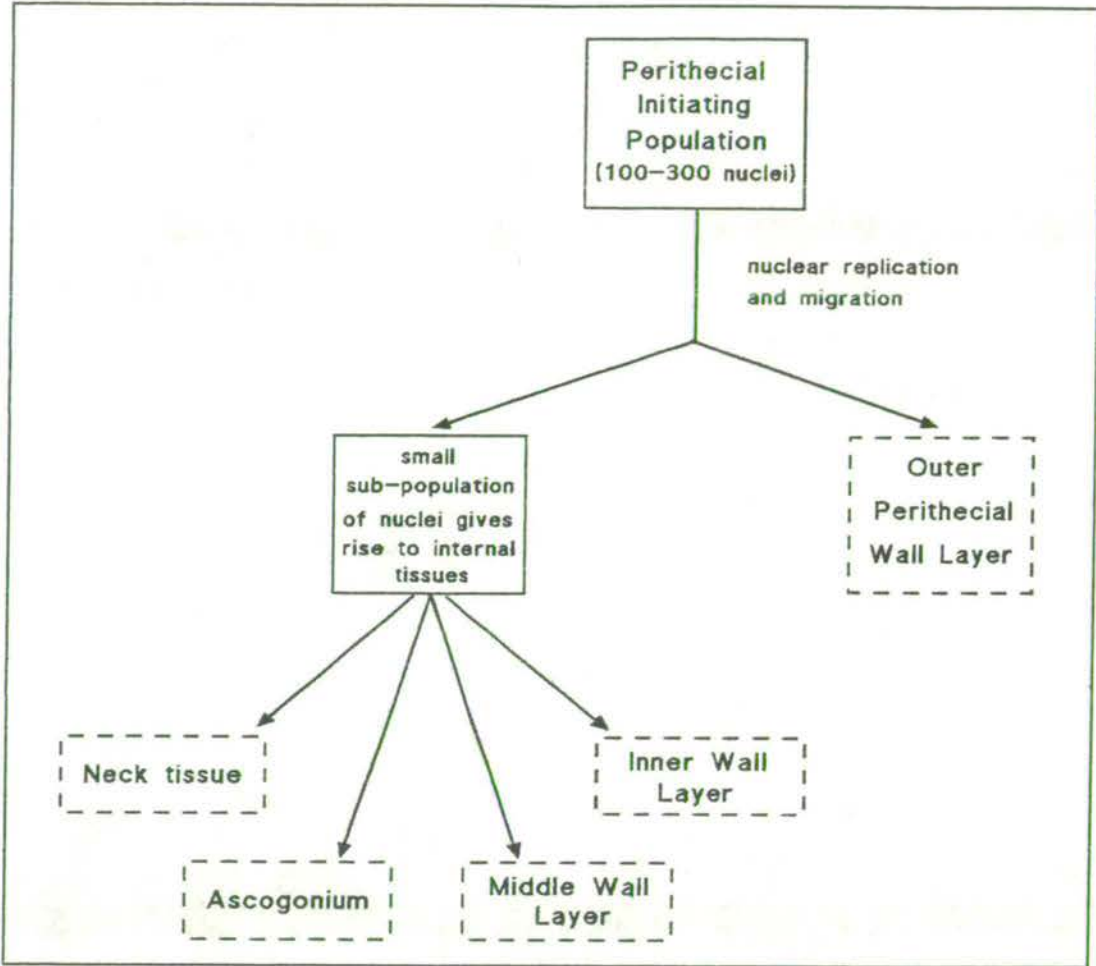 Perithecial
Initiating
Population
(100-300 nuclei)
nuclear replication
and migration
small
sub-population
of nuclei gives
rise to internal
tissues
Outer
Perithecial
Wall Layer
Neck tissue
Inner Wall
Layer
Ascogonium
Middle Wall
Layer